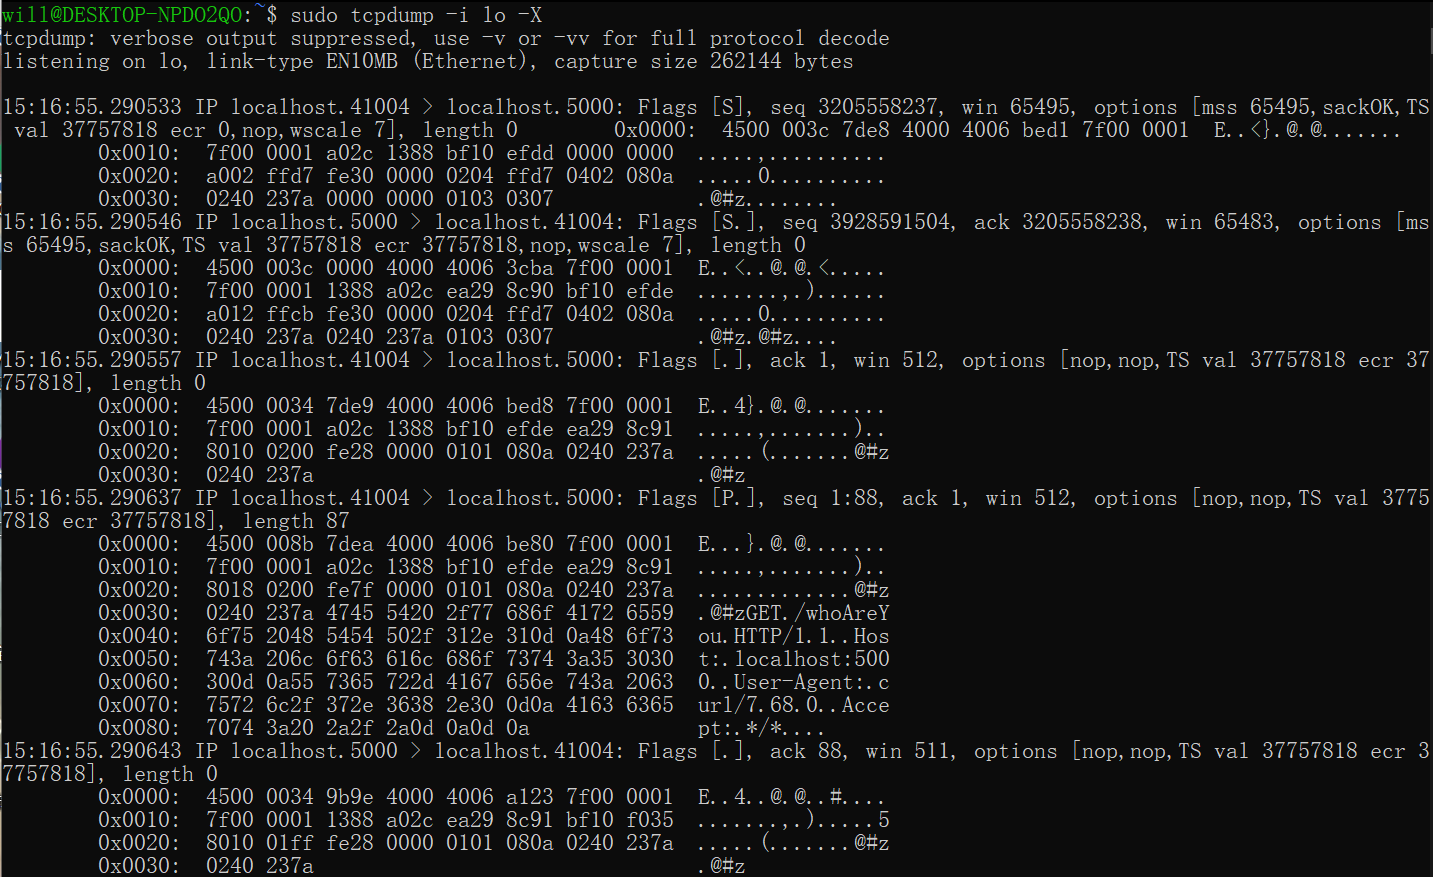 will@DESKTOP-NPDO2QO:~$ sudo tcpdump -i lo -X
tcpdump: verbose output suppressed, use -v or -vv for full protocol decode
listening on lo, link-type EN10MB (Ethernet), capture size 262144 bytes
15:16:55.290533 IP localhost.41004 > localhost.5000: Flags [S], seq 3205558237, win 65495, options [mss 65495,sackOK,TS
 val 37757818 ecr 0,nop,wscale 7], length 0        0x0000:  4500 003c 7de8 4000 4006 bed1 7f00 0001  E..<}.@.@.......
        0x0010:  7f00 0001 a02c 1388 bf10 efdd 0000 0000  .....,..........
        0x0020:  a002 ffd7 fe30 0000 0204 ffd7 0402 080a  .....0..........
        0x0030:  0240 237a 0000 0000 0103 0307            .@#z........
15:16:55.290546 IP localhost.5000 > localhost.41004: Flags [S.], seq 3928591504, ack 3205558238, win 65483, options [ms
s 65495,sackOK,TS val 37757818 ecr 37757818,nop,wscale 7], length 0
        0x0000:  4500 003c 0000 4000 4006 3cba 7f00 0001  E..<..@.@.<.....
        0x0010:  7f00 0001 1388 a02c ea29 8c90 bf10 efde  .......,.)......
        0x0020:  a012 ffcb fe30 0000 0204 ffd7 0402 080a  .....0..........
        0x0030:  0240 237a 0240 237a 0103 0307            .@#z.@#z....
15:16:55.290557 IP localhost.41004 > localhost.5000: Flags [.], ack 1, win 512, options [nop,nop,TS val 37757818 ecr 37
757818], length 0
        0x0000:  4500 0034 7de9 4000 4006 bed8 7f00 0001  E..4}.@.@.......
        0x0010:  7f00 0001 a02c 1388 bf10 efde ea29 8c91  .....,.......)..
        0x0020:  8010 0200 fe28 0000 0101 080a 0240 237a  .....(.......@#z
        0x0030:  0240 237a                                .@#z
15:16:55.290637 IP localhost.41004 > localhost.5000: Flags [P.], seq 1:88, ack 1, win 512, options [nop,nop,TS val 3775
7818 ecr 37757818], length 87
        0x0000:  4500 008b 7dea 4000 4006 be80 7f00 0001  E...}.@.@.......
        0x0010:  7f00 0001 a02c 1388 bf10 efde ea29 8c91  .....,.......)..
        0x0020:  8018 0200 fe7f 0000 0101 080a 0240 237a  .............@#z
        0x0030:  0240 237a 4745 5420 2f77 686f 4172 6559  .@#zGET./whoAreY
        0x0040:  6f75 2048 5454 502f 312e 310d 0a48 6f73  ou.HTTP/1.1..Hos
        0x0050:  743a 206c 6f63 616c 686f 7374 3a35 3030  t:.localhost:500
        0x0060:  300d 0a55 7365 722d 4167 656e 743a 2063  0..User-Agent:.c
        0x0070:  7572 6c2f 372e 3638 2e30 0d0a 4163 6365  url/7.68.0..Acce
        0x0080:  7074 3a20 2a2f 2a0d 0a0d 0a              pt:.*/*....
15:16:55.290643 IP localhost.5000 > localhost.41004: Flags [.], ack 88, win 511, options [nop,nop,TS val 37757818 ecr 3
7757818], length 0
        0x0000:  4500 0034 9b9e 4000 4006 a123 7f00 0001  E..4..@.@..#....
        0x0010:  7f00 0001 1388 a02c ea29 8c91 bf10 f035  .......,.).....5
        0x0020:  8010 01ff fe28 0000 0101 080a 0240 237a  .....(.......@#z
        0x0030:  0240 237a                                .@#z